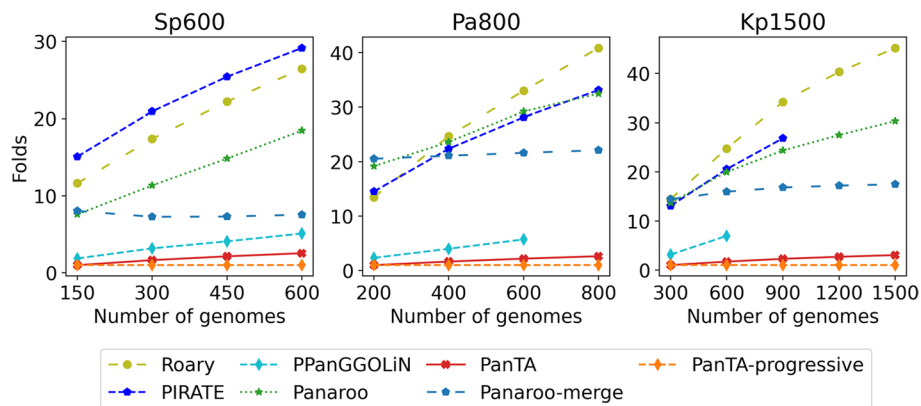 Sp600 Pa800 Kp1500
Folds
30
20
10
0
150 300 450 600
Number of genomes
40
30
20
10
0
200 400 600 800
Number of genomes
40
30
20
10
0
300 600 900 1200 1500
Number of genomes
Roary PPanGGOLiN PanTA PanTA-progressive
PIRATE Panaroo Panaroo-merge